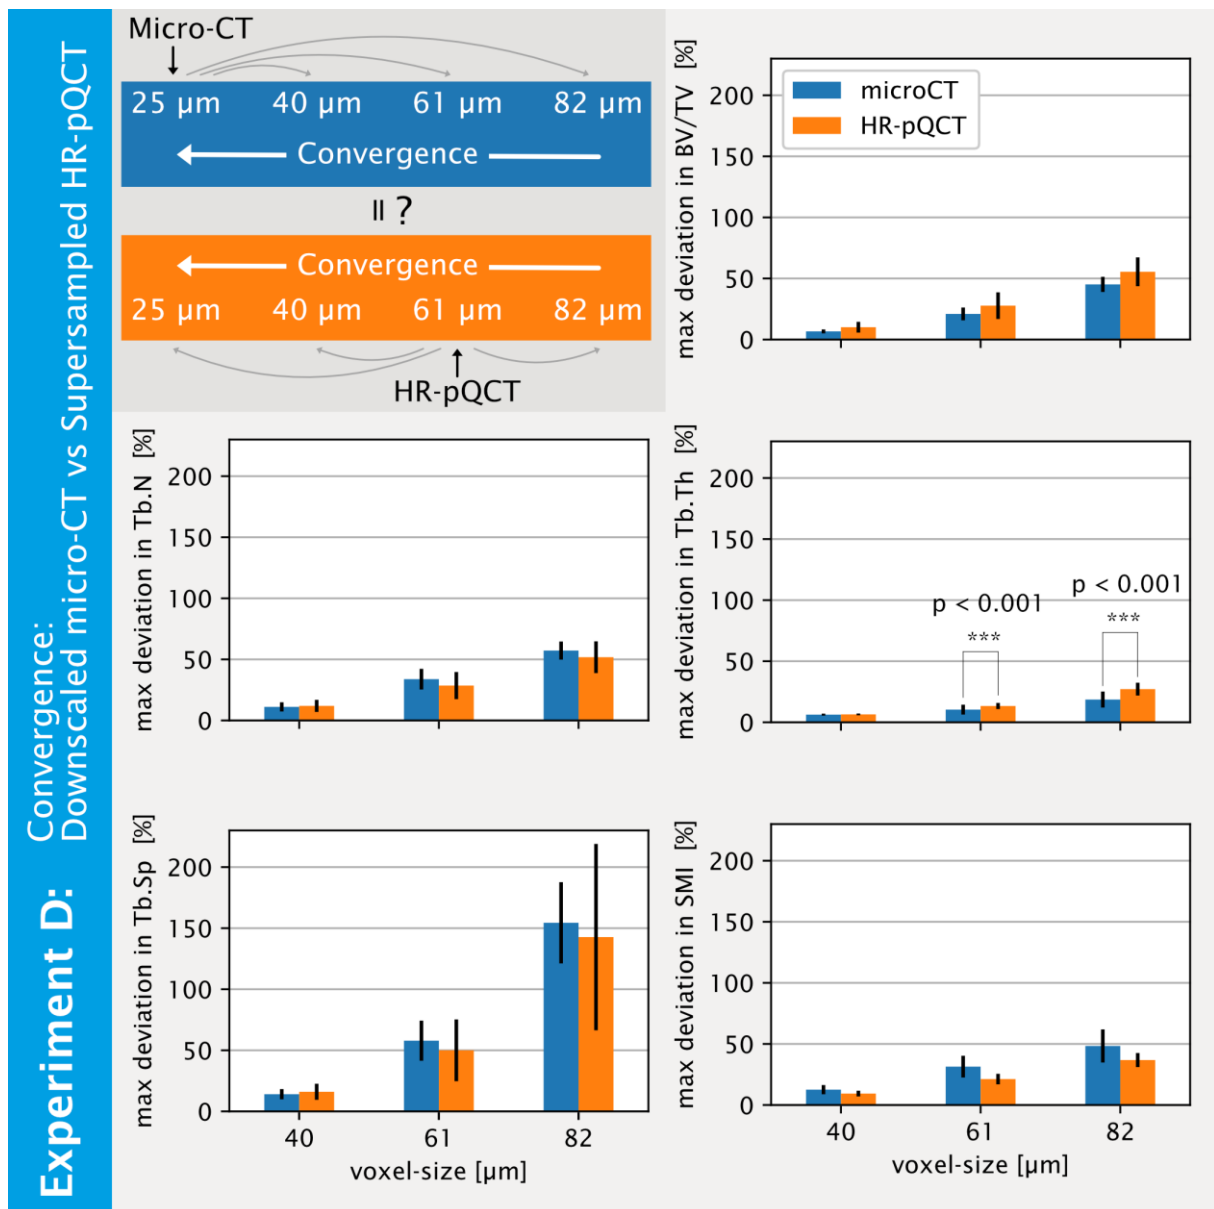 Experiment D: Convergence:
Downscaled micro-CT vs Supersampled HR-pQCT
Micro-CT
25 µm 40 µm 61 µm 82 µm
Convergence
= ?
Convergence
25 µm 40 µm 61 µm 82 µm
HR-pQCT
max deviation in BV/TV [%]
200
150
100
50
0
microCT
HR-pQCT
max deviation in Tb.N [%]
200
150
100
50
0
max deviation in Tb.Th [%]
200
150
100
50
0
p < 0.001
***
p < 0.001
***
max deviation in Tb.Sp [%]
200
150
100
50
0
40 61 82
voxel-size [µm]
max deviation in SMI [%]
200
150
100
50
0
40 61 82
voxel-size [µm]